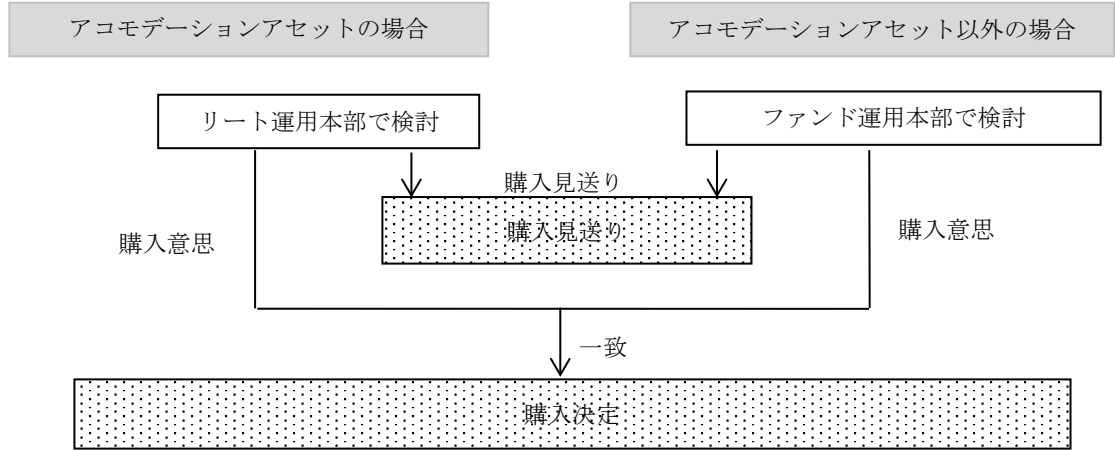 アコモデーションアセットの場合
アコモデーションアセット以外の場合
リート運用本部で検討
ファンド運用本部で検討
購入見送り
購入見送り
購入意思
購入意思
一致
購入決定